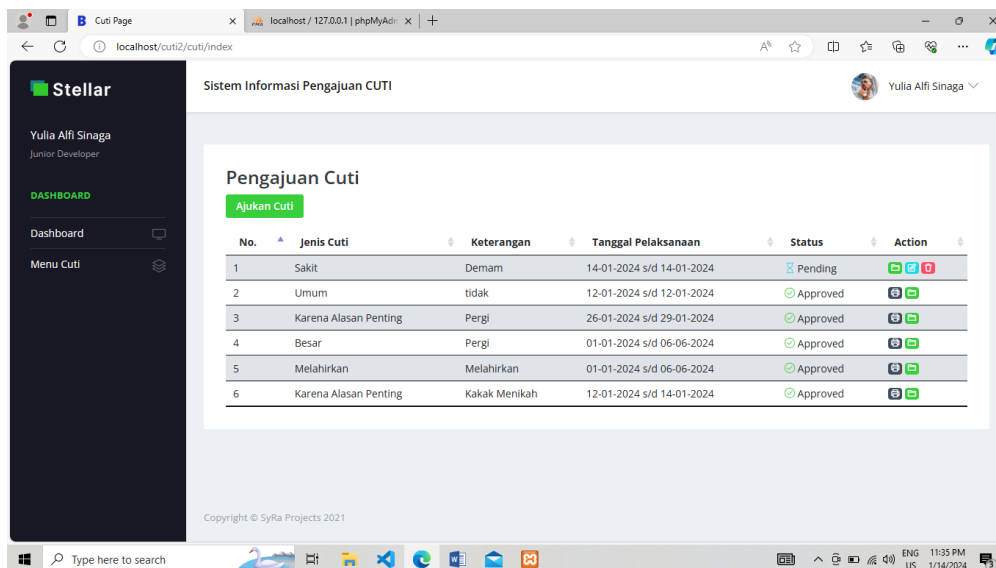 Cuti Page
localhost / 127.0.0.1 | phpMyAdm
localhost/cuti2/cuti/index
Stellar
Sistem Informasi Pengajuan CUTI
Yulia Alfi Sinaga
Yulia Alfi Sinaga
Junior Developer
DASHBOARD
Dashboard
Menu Cuti
Pengajuan Cuti
Ajukan Cuti
No. Jenis Cuti Keterangan Tanggal Pelaksanaan Status Action
1 Sakit Demam 14-01-2024 s/d 14-01-2024 Pending
2 Umum tidak 12-01-2024 s/d 12-01-2024 Approved
3 Karena Alasan Penting Pergi 26-01-2024 s/d 29-01-2024 Approved
4 Besar Pergi 01-01-2024 s/d 06-06-2024 Approved
5 Melahirkan Melahirkan 01-01-2024 s/d 06-06-2024 Approved
6 Karena Alasan Penting Kakak Menikah 12-01-2024 s/d 14-01-2024 Approved
Copyright © SyRa Projects 2021
Type here to search
ENG 11:35 PM
US 1/14/2024